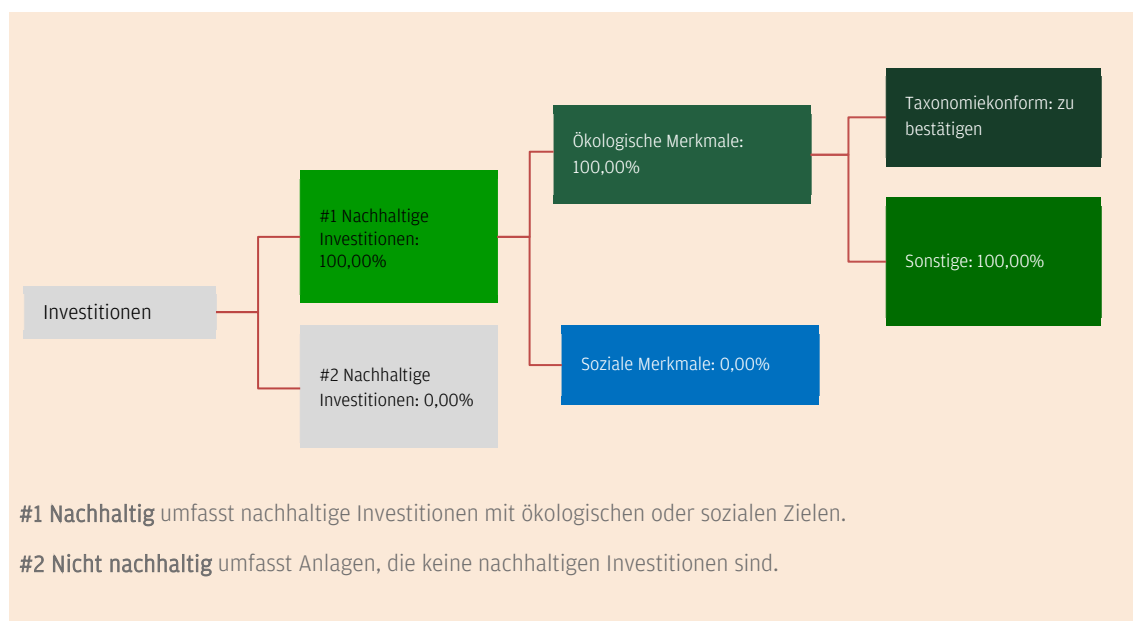 Investitionen
#1 Nachhaltige
Investitionen:
100,00%
#2 Nachhaltige
Investitionen: 0,00%
Ökologische Merkmale:
100,00%
Soziale Merkmale: 0,00%
Taxonomiekonform: zu
bestätigen
Sonstige: 100,00%
#1 Nachhaltig umfasst nachhaltige Investitionen mit ökologischen oder sozialen Zielen.
#2 Nicht nachhaltig umfasst Anlagen, die keine nachhaltigen Investitionen sind.